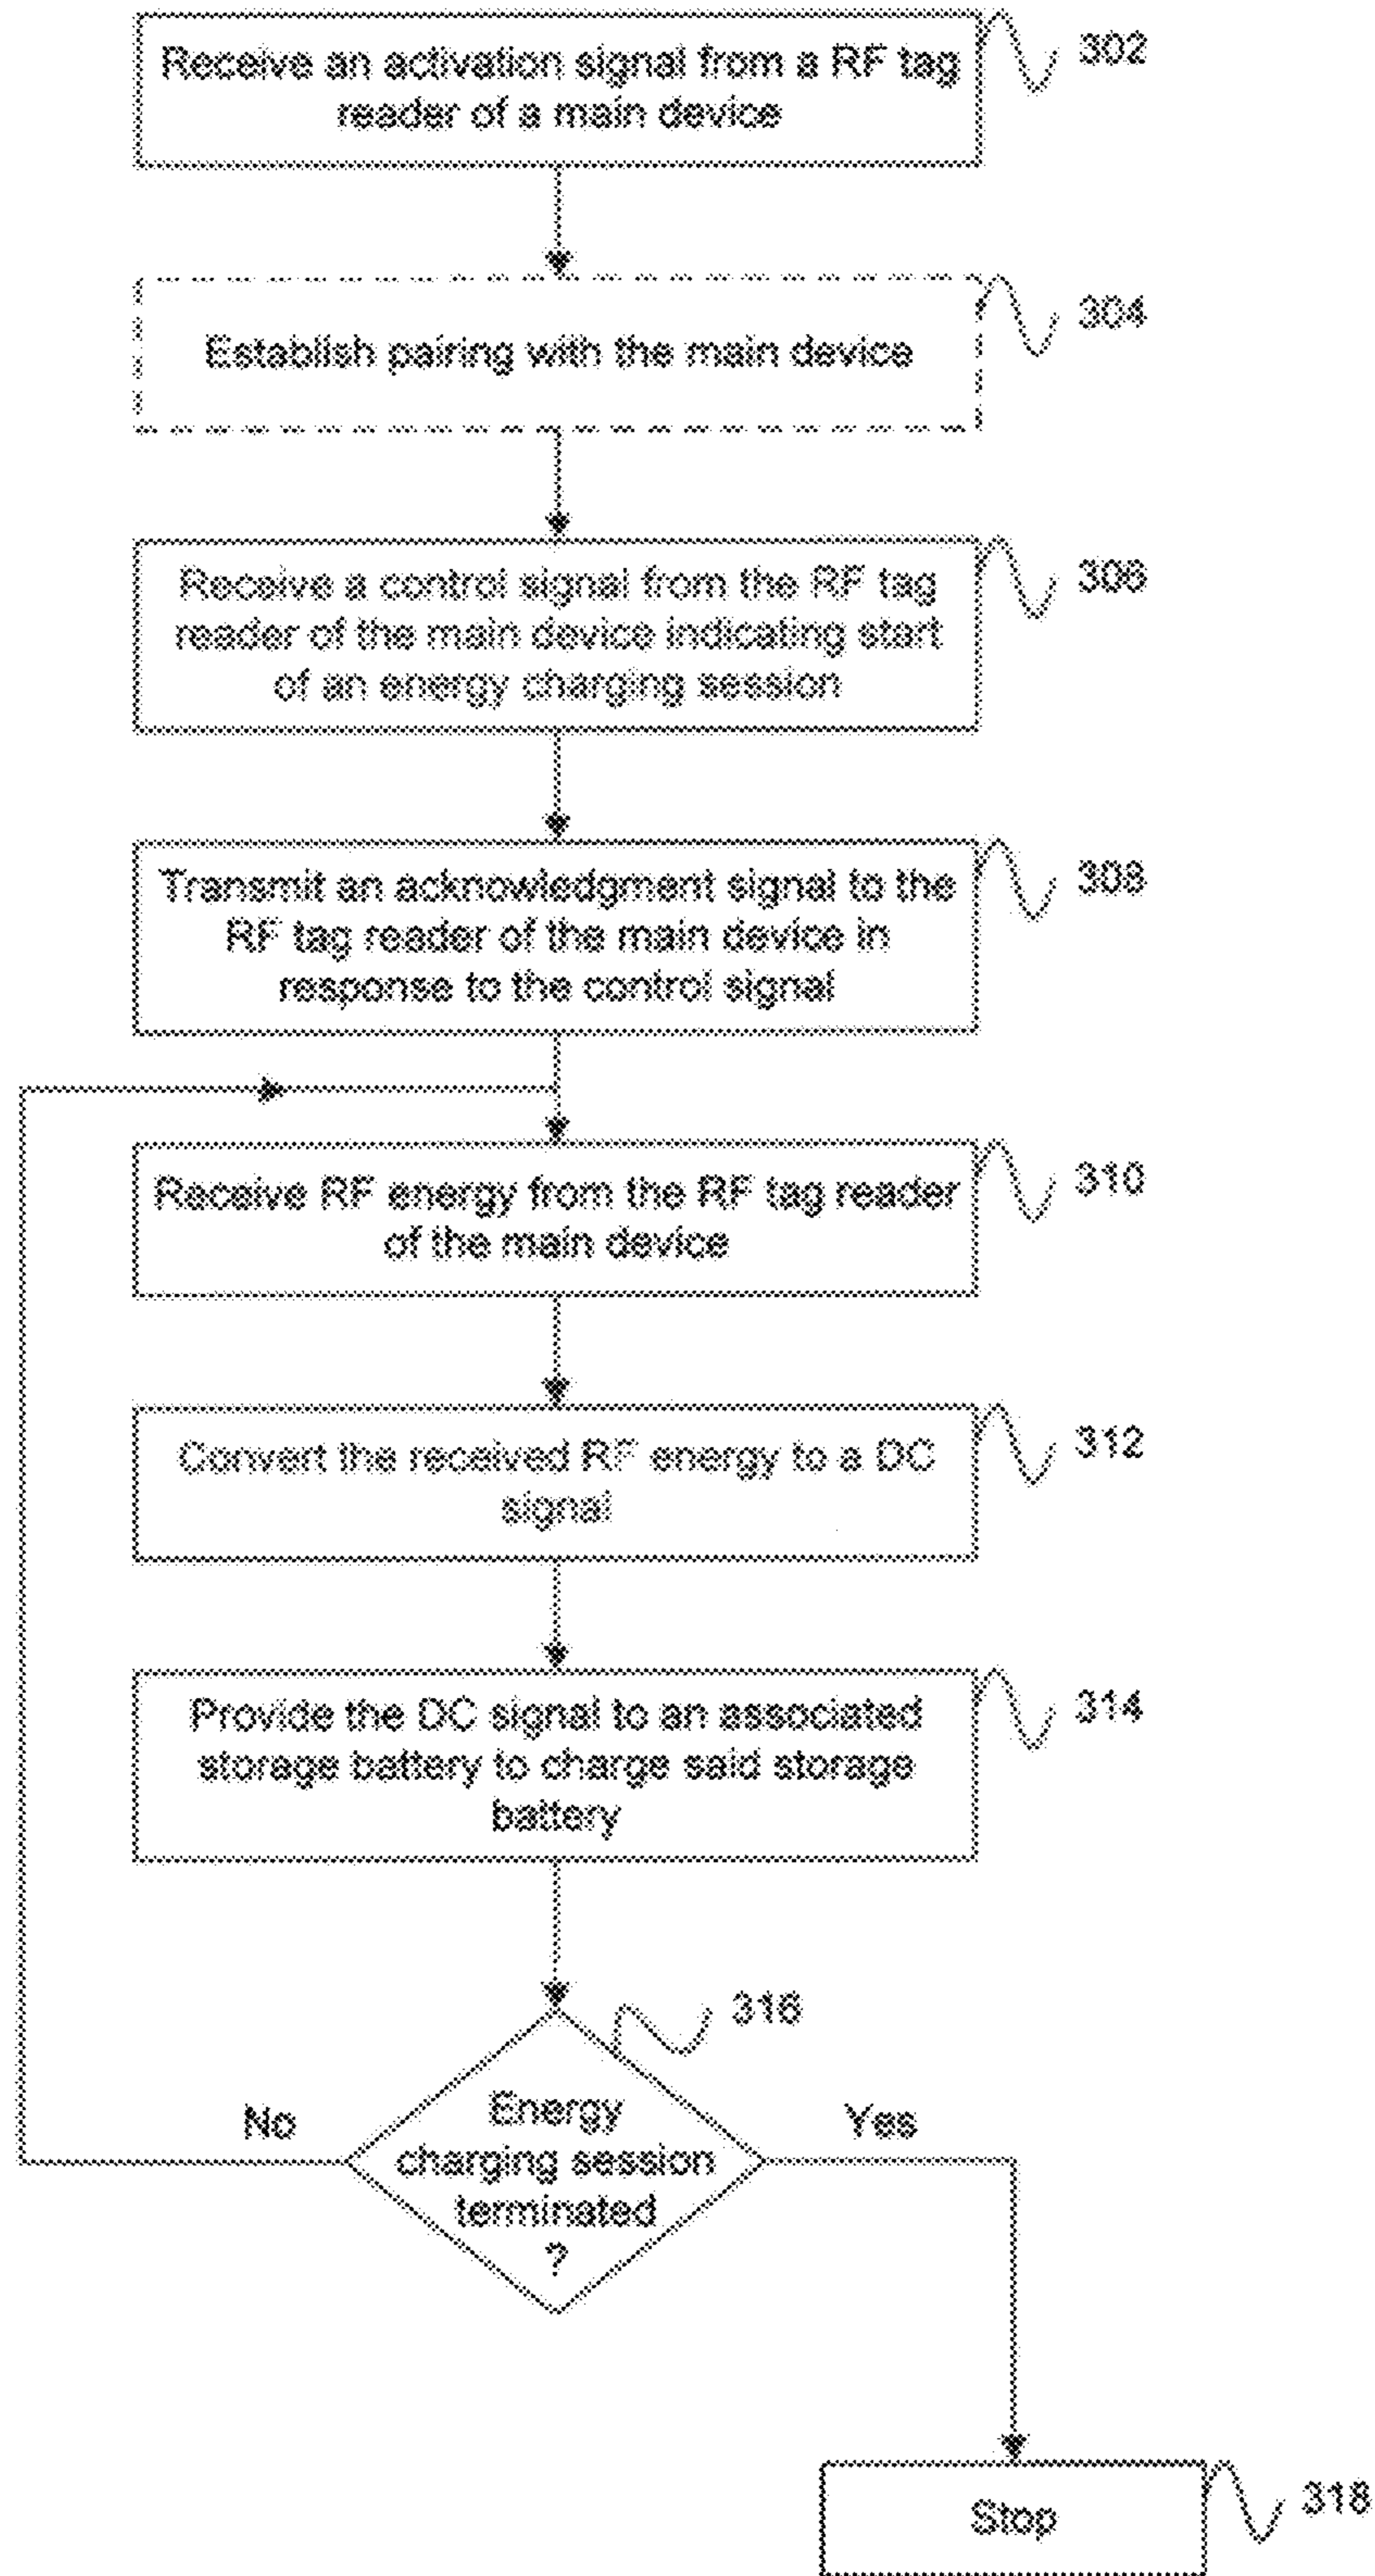 Receive an activation signal from a RF tag
reader of a main device
302
Establish pairing with the main device
304
Receive a control signal from the RF tag
reader of the main device indicating start
of an energy charging session
306
Transmit an acknowledgment signal to the
RF tag reader of the main device in
response to the control signal
308
Receive RF energy from the RF tag reader
of the main device
310
Convert the received RF energy to a DC
signal
312
Provide the DC signal to an associated
storage battery to charge said storage
battery
314
316
Energy
charging session
terminated
?
No
Yes
Stop
318